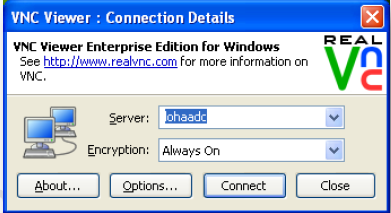 VNC Viewer : Connection Details
VNC Viewer Enterprise Edition for Windows
See http://www.realvnc.com for more information on
VNC.
REAL
VNC
Server: lohaadc
Encryption: Always On
About... Options... Connect Close